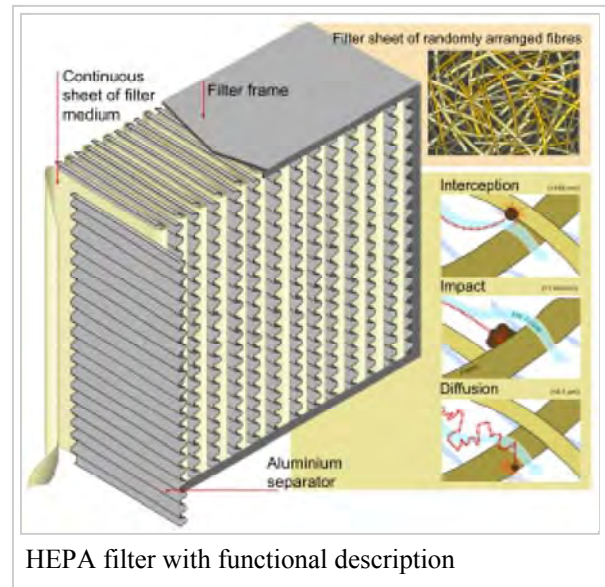 Filter sheet of randomly arranged fibres
Continuous
sheet of filter
medium
Filter frame
Interception
Impact
Diffusion
Aluminium
separator
HEPA filter with functional description